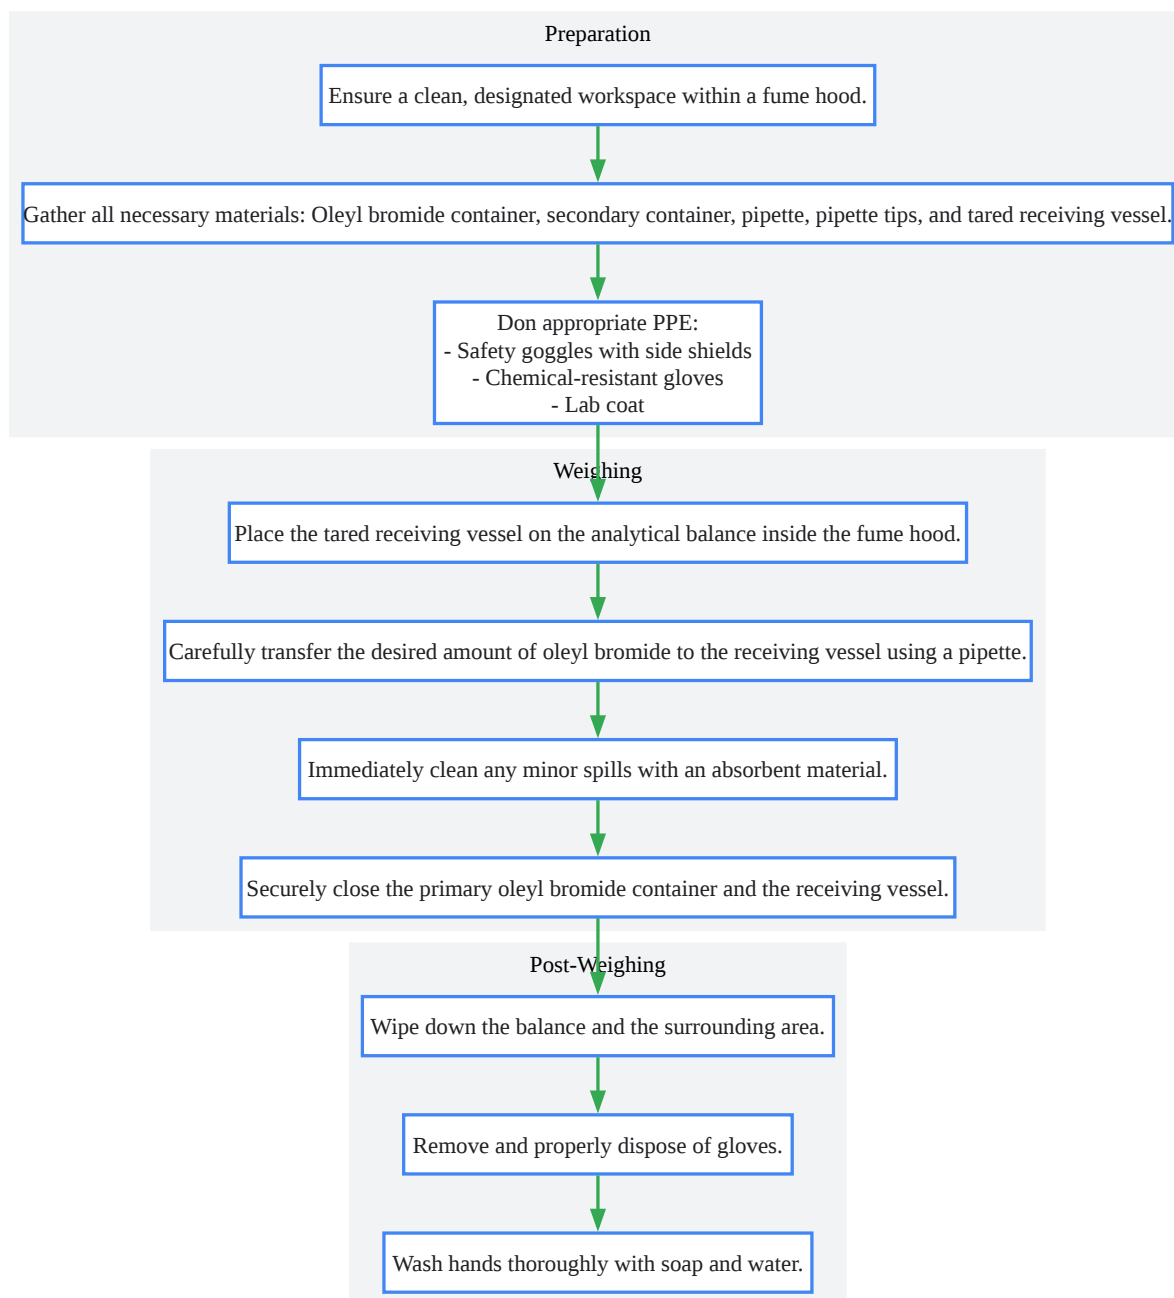 Preparation
Ensure a clean, designated workspace within a fume hood.
Gather all necessary materials: Oleyl bromide container, secondary container, pipette, pipette tips, and tared receiving vessel.
Don appropriate PPE:
- Safety goggles with side shields
- Chemical-resistant gloves
- Lab coat
Weighing
Place the tared receiving vessel on the analytical balance inside the fume hood.
Carefully transfer the desired amount of oleyl bromide to the receiving vessel using a pipette.
Immediately clean any minor spills with an absorbent material.
Securely close the primary oleyl bromide container and the receiving vessel.
Post-Weighing
Wipe down the balance and the surrounding area.
Remove and properly dispose of gloves.
Wash hands thoroughly with soap and water.